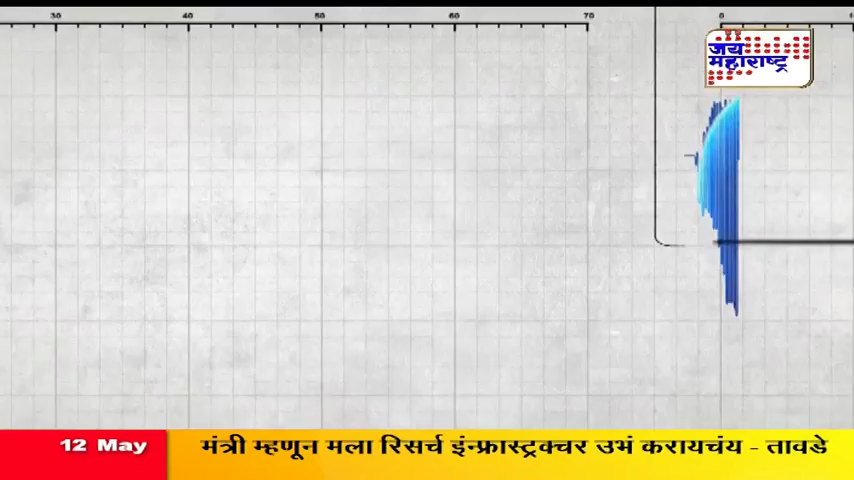 30 40 50 60 70 0
जय
महाराष्ट्र
12 May
मंत्री म्हणून मला रिसर्च इंन्फ्रास्ट्रक्चर उभं करायचंय - तावडे